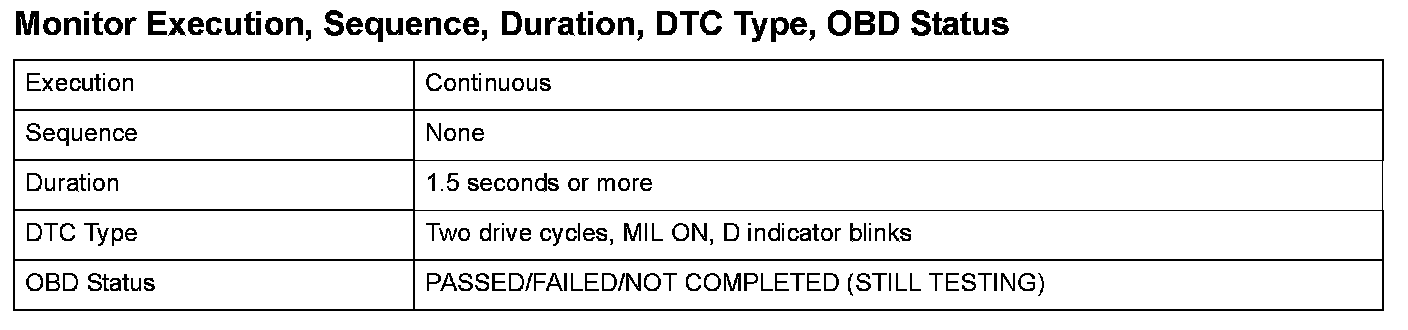 Monitor Execution, Sequence, Duration, DTC Type, OBD Status
Execution Continuous
Sequence None
Duration 1.5 seconds or more
DTC Type Two drive cycles, MIL ON, D indicator blinks
OBD Status PASSED/FAILED/NOT COMPLETED (STILL TESTING)